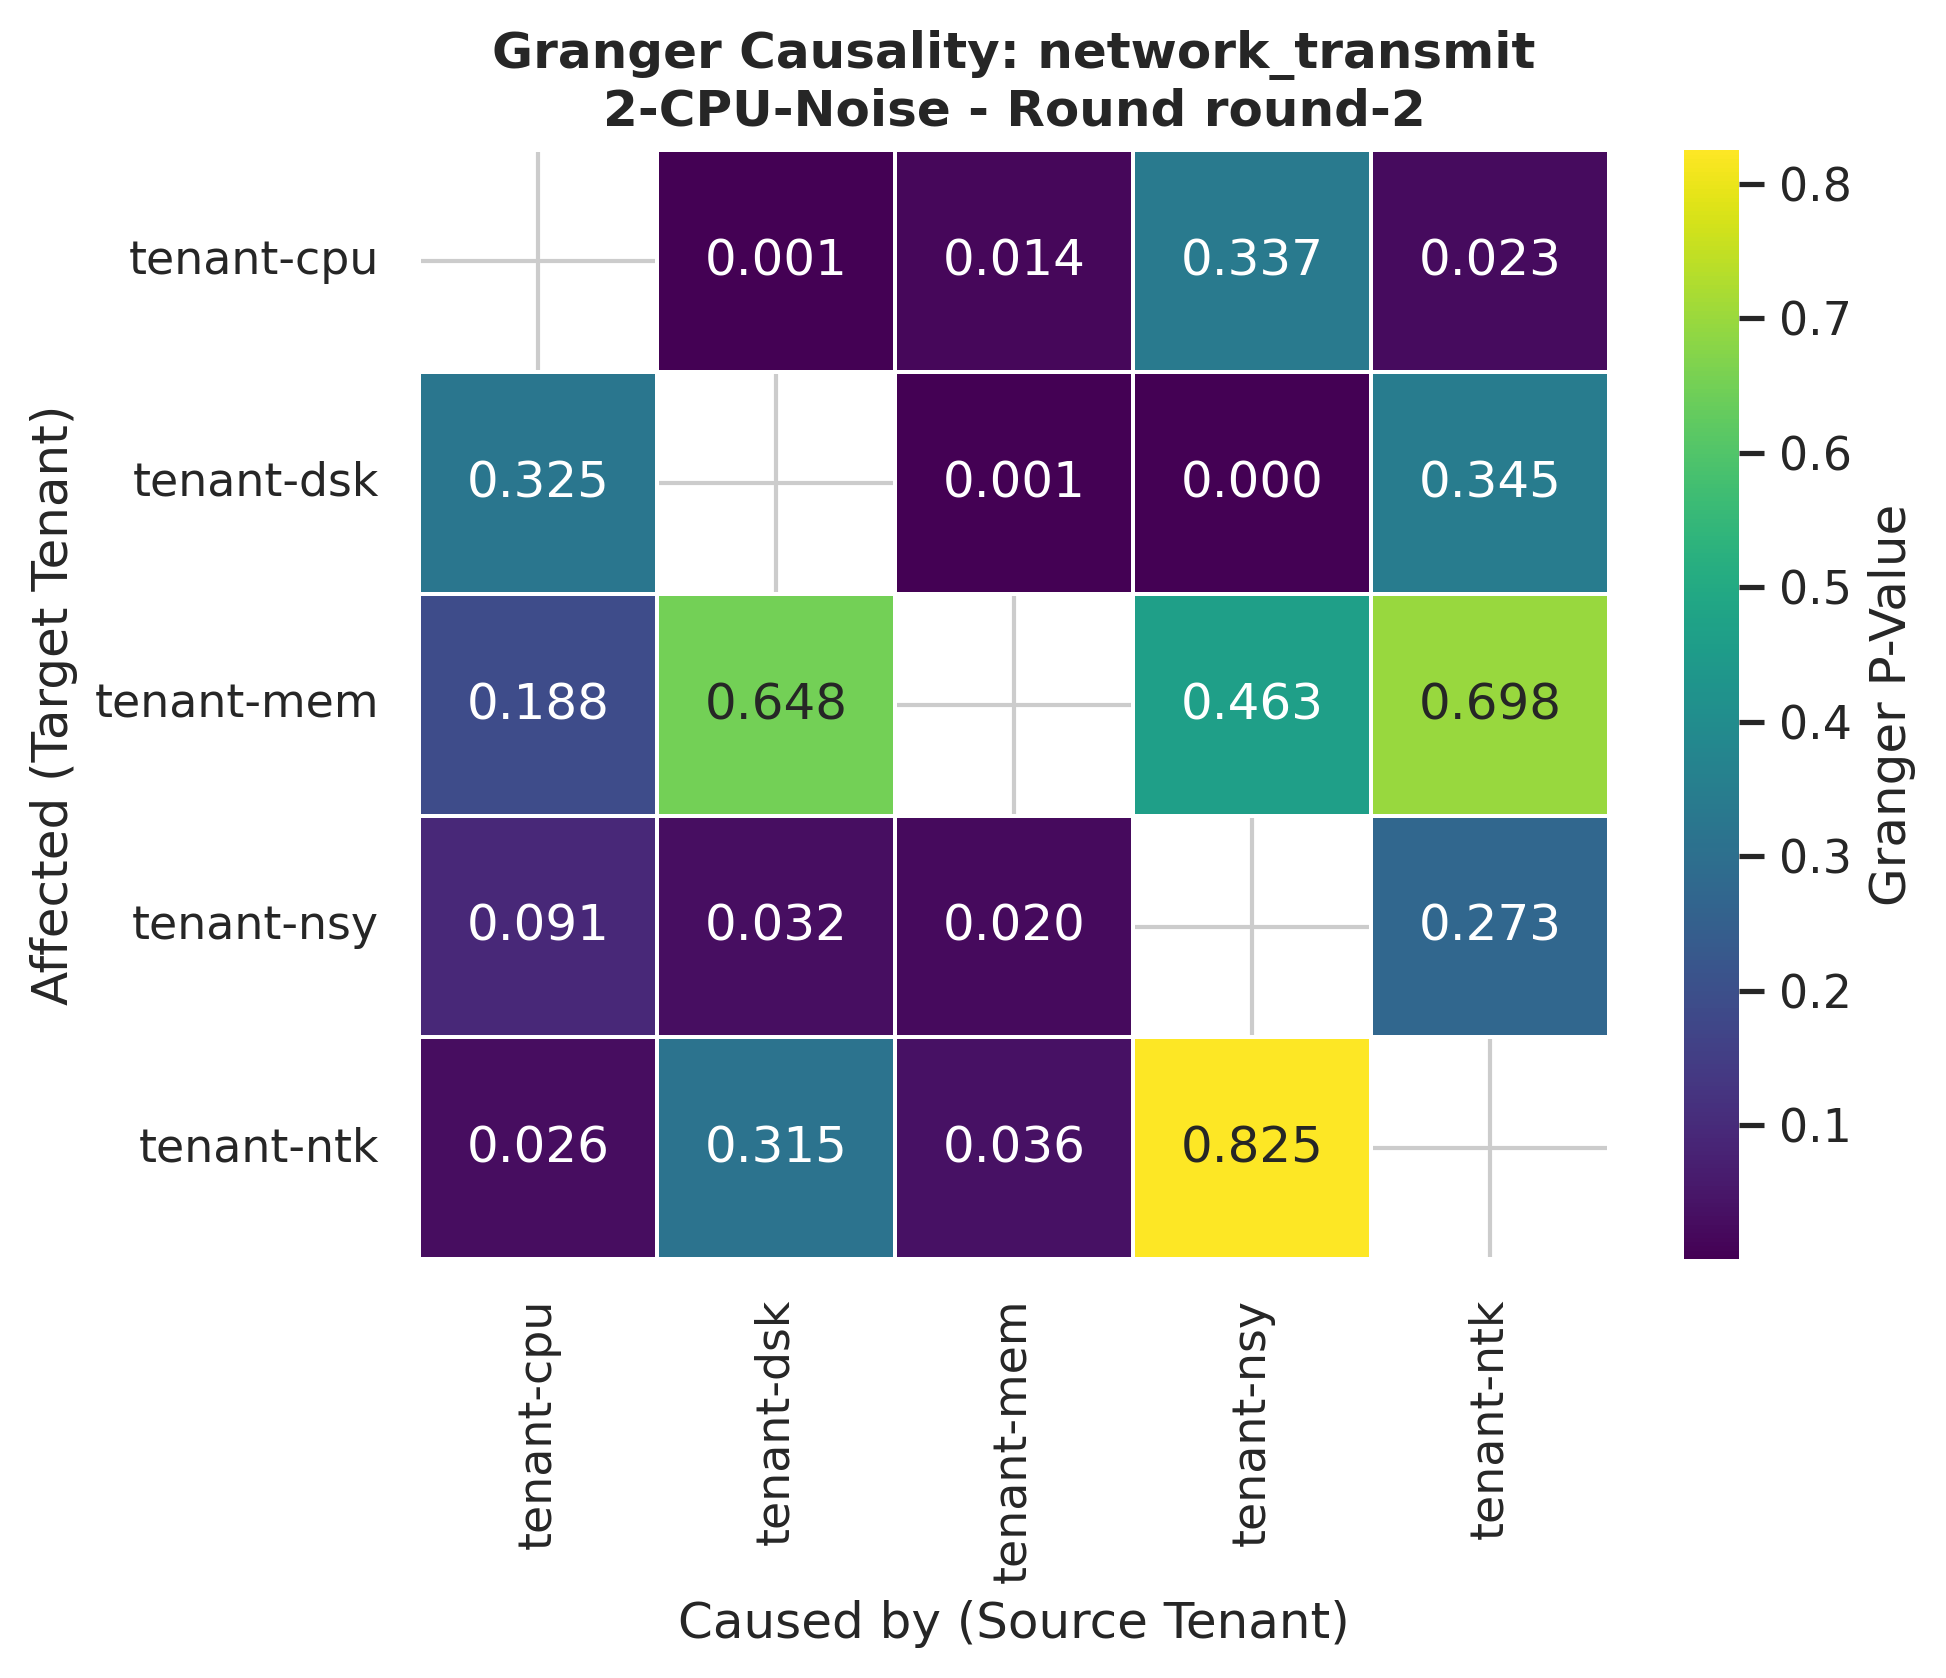 Granger Causality: network_transmit
2-CPU-Noise - Round round-2
Affected (Target Tenant)
tenant-cpu
0.001
0.014
0.337
0.023
tenant-dsk
0.325
0.001
0.000
0.345
tenant-mem
0.188
0.648
0.463
0.698
tenant-nsy
0.091
0.032
0.020
0.273
tenant-ntk
0.026
0.315
0.036
0.825
tenant-cpu
tenant-dsk
tenant-mem
tenant-nsy
tenant-ntk
Caused by (Source Tenant)
0.8
0.7
0.6
0.5
0.4
0.3
0.2
0.1
Granger P-Value